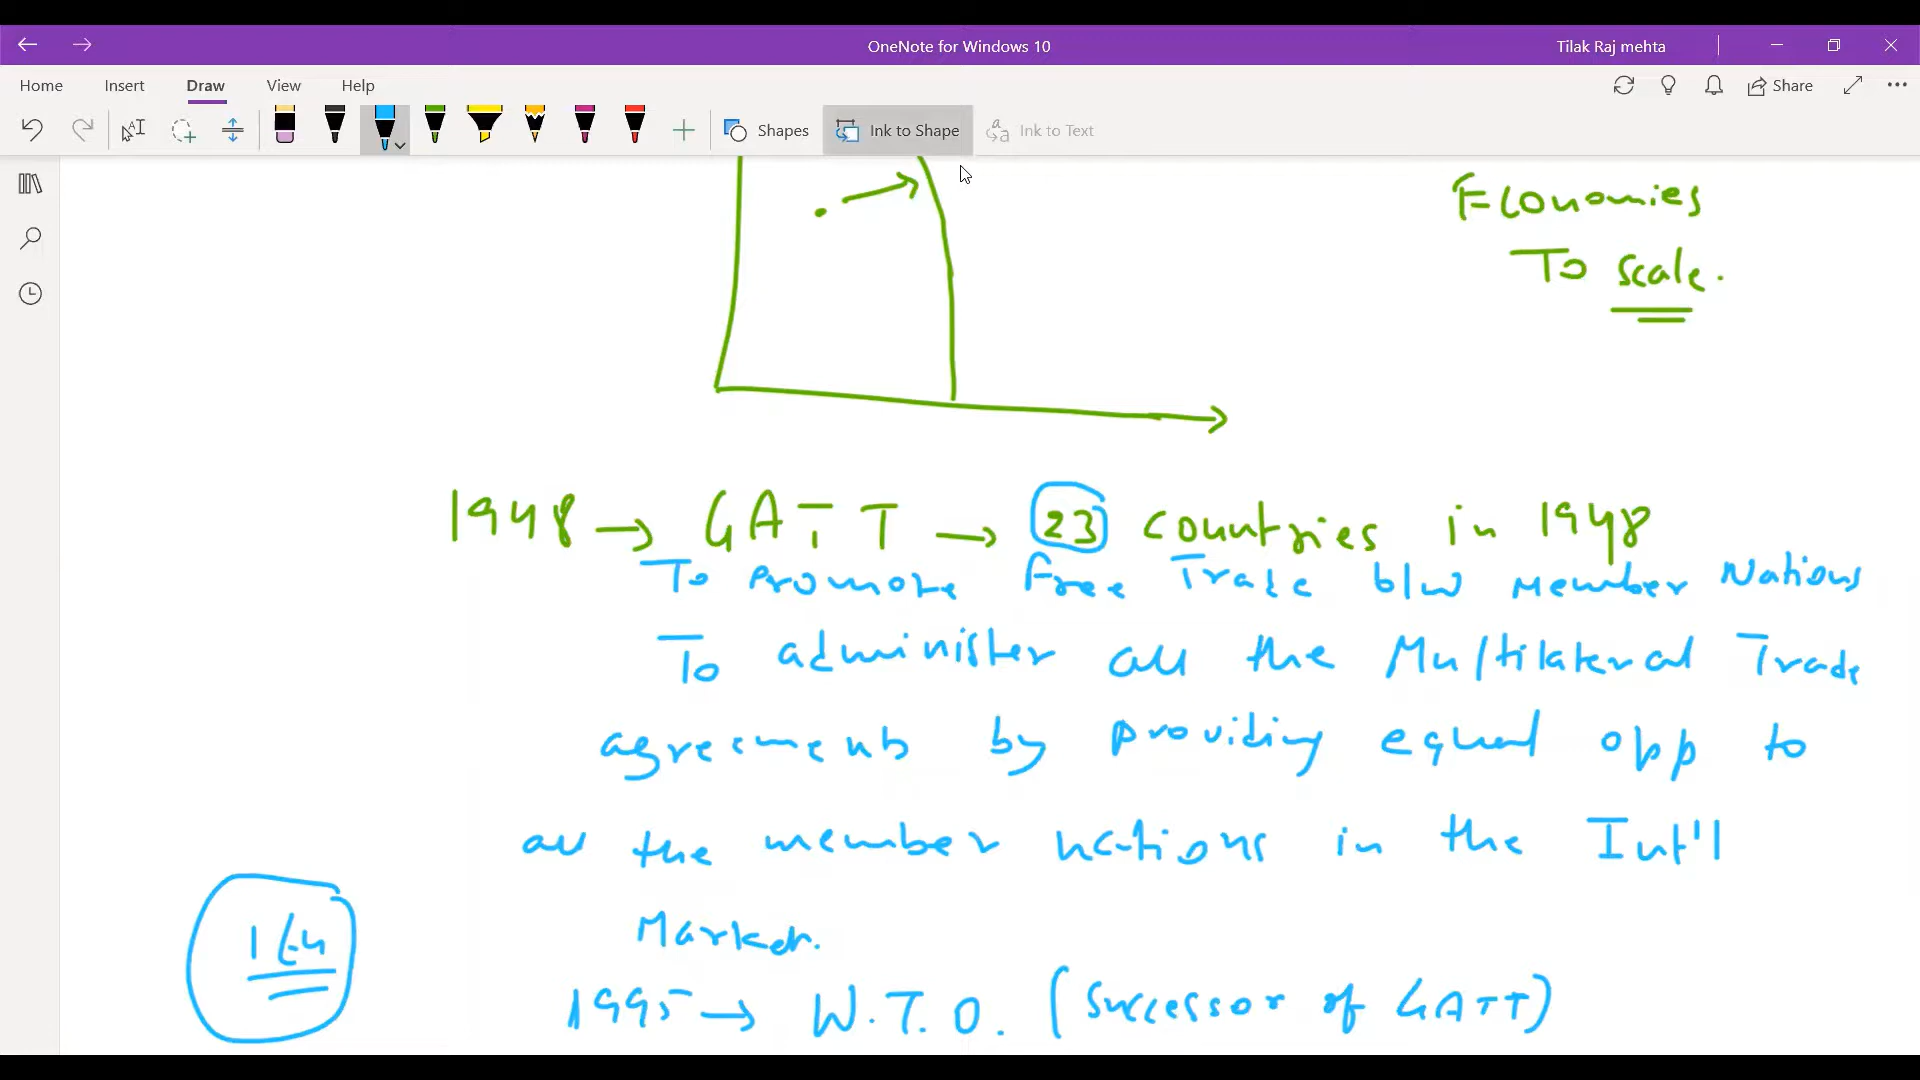 OneNote for Windows 10
Tilak Raj mehta
Home Insert Draw View Help
Share
Shapes Ink to Shape Ink to Text
Economies
To scale.
1948 → GATT → 23 countries in 1948
To Promote Free Trade b/w Member Nations
To administer all the Multilateral Trade
agreements by providing equal opp to
all the member nations in the Int'l
Market.
164
1995 → W.T.O. (Successor of GATT)